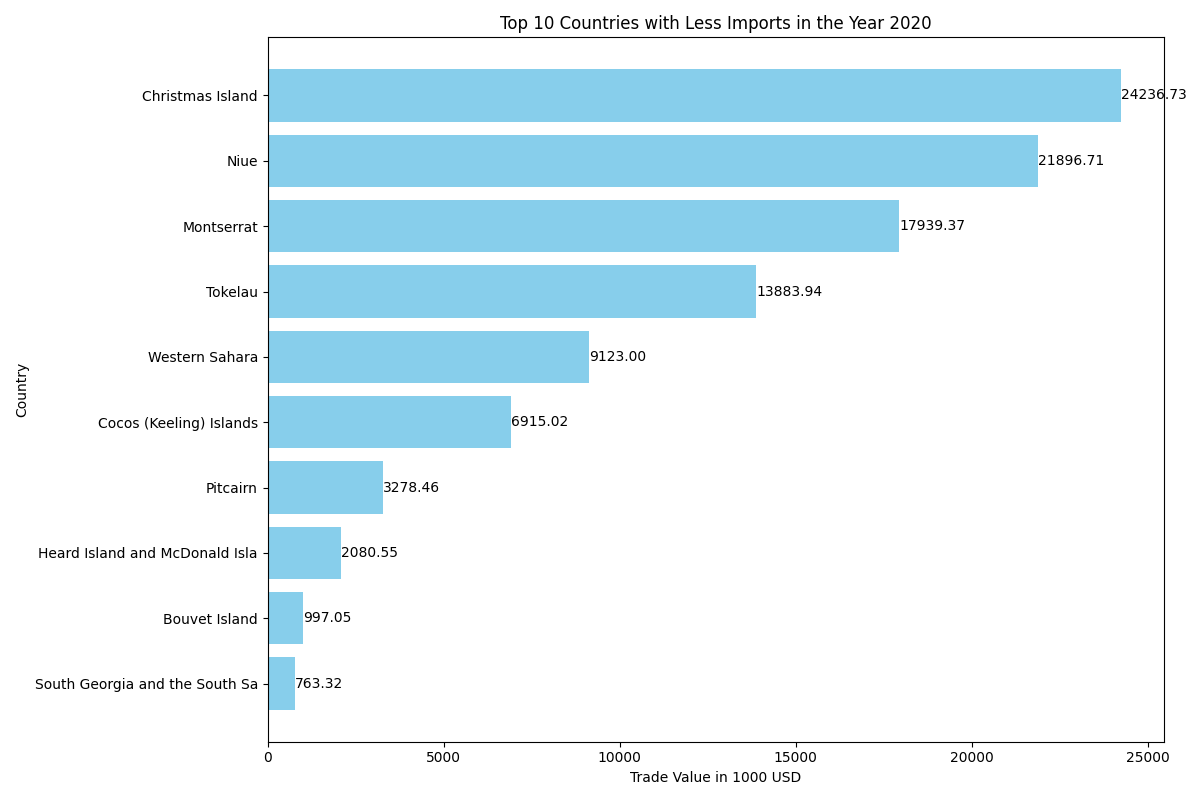 Top 10 Countries with Less Imports in the Year 2020
Country
Christmas Island
24236.73
Niue
21896.71
Montserrat
17939.37
Tokelau
13883.94
Western Sahara
9123.00
Cocos (Keeling) Islands
6915.02
Pitcairn
3278.46
Heard Island and McDonald Isla
2080.55
Bouvet Island
997.05
South Georgia and the South Sa
763.32
0 5000 10000 15000 20000 25000
Trade Value in 1000 USD